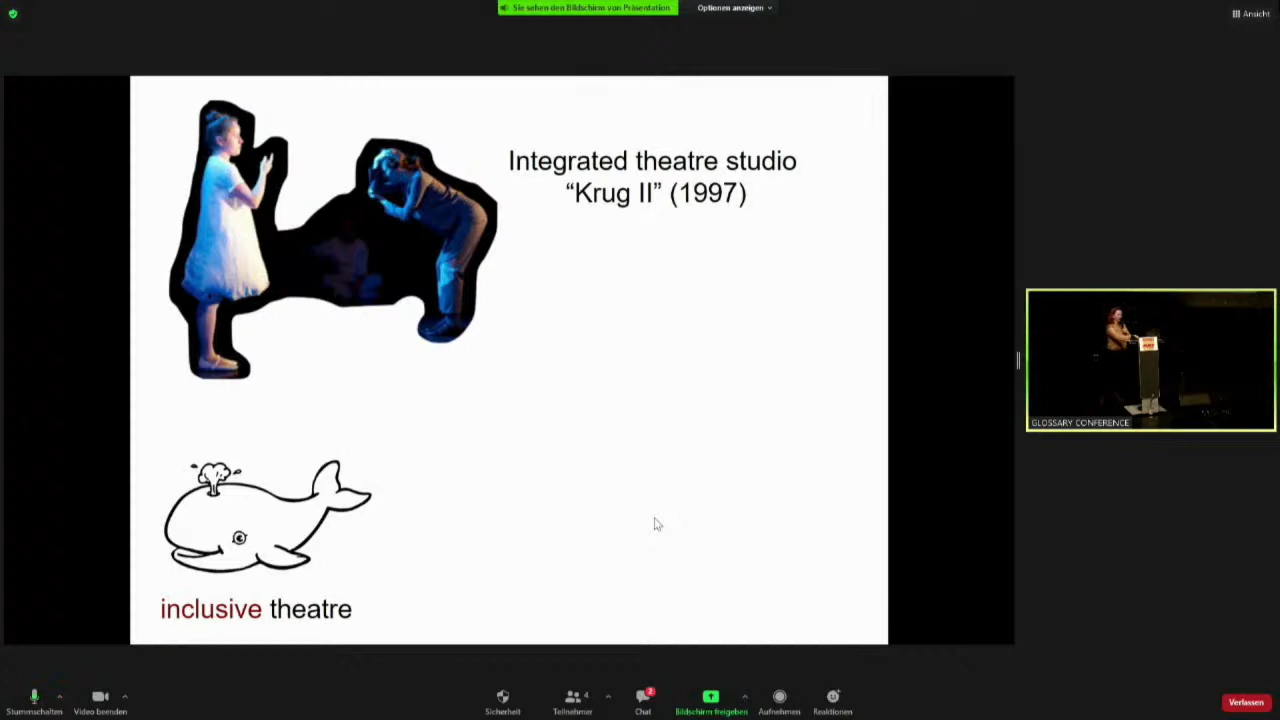 Sie sehen den Bildschirm von Präsentation
Optionen anzeigen
Ansicht
Integrated theatre studio
“Krug II” (1997)
GLOSSARY CONFERENCE
inclusive theatre
Stummschalten
Video beenden
Sicherheit
4
Teilnehmer
2
Chat
Bildschirm freigeben
Aufnehmen
Reaktionen
Verlassen